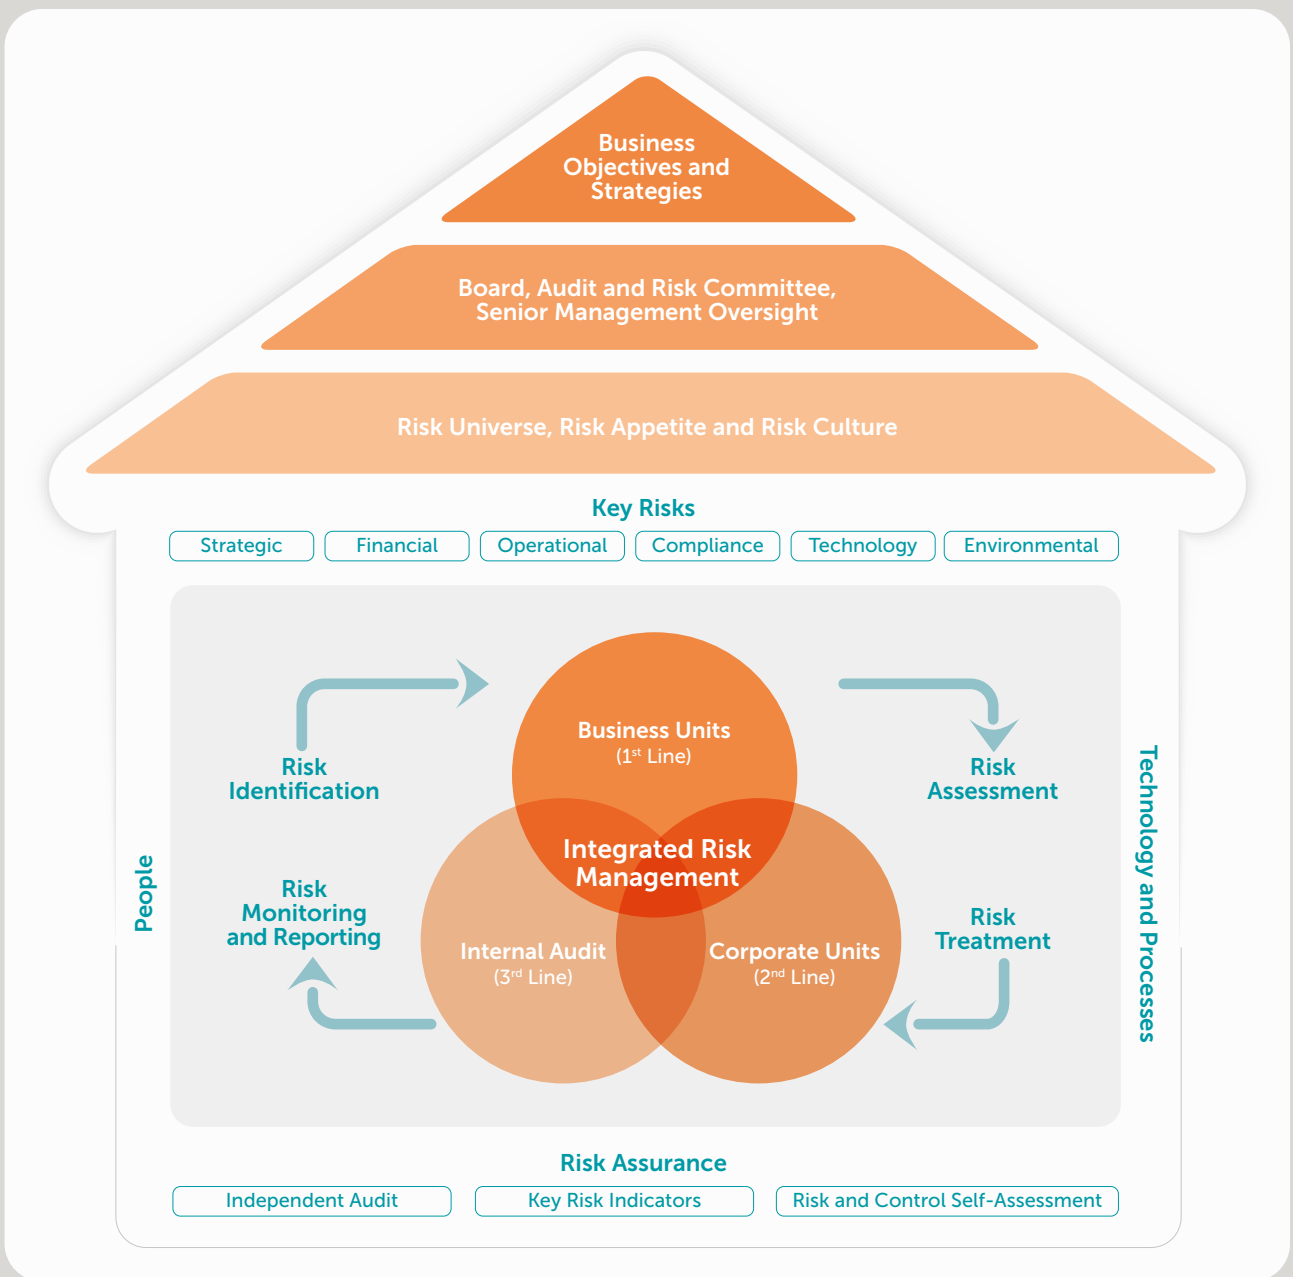 Business
Objectives and
Strategies
Board, Audit and Risk Committee,
Senior Management Oversight
Risk Universe, Risk Appetite and Risk Culture
Key Risks
Strategic
Financial
Operational
Compliance
Technology
Environmental
Business Units
(1st Line)
Risk
Identification
Risk
Assessment
Integrated Risk
Management
People
Technology and Processes
Risk
Monitoring
and Reporting
Risk
Treatment
Internal Audit
(3rd Line)
Corporate Units
(2nd Line)
Risk Assurance
Independent Audit
Key Risk Indicators
Risk and Control Self-Assessment